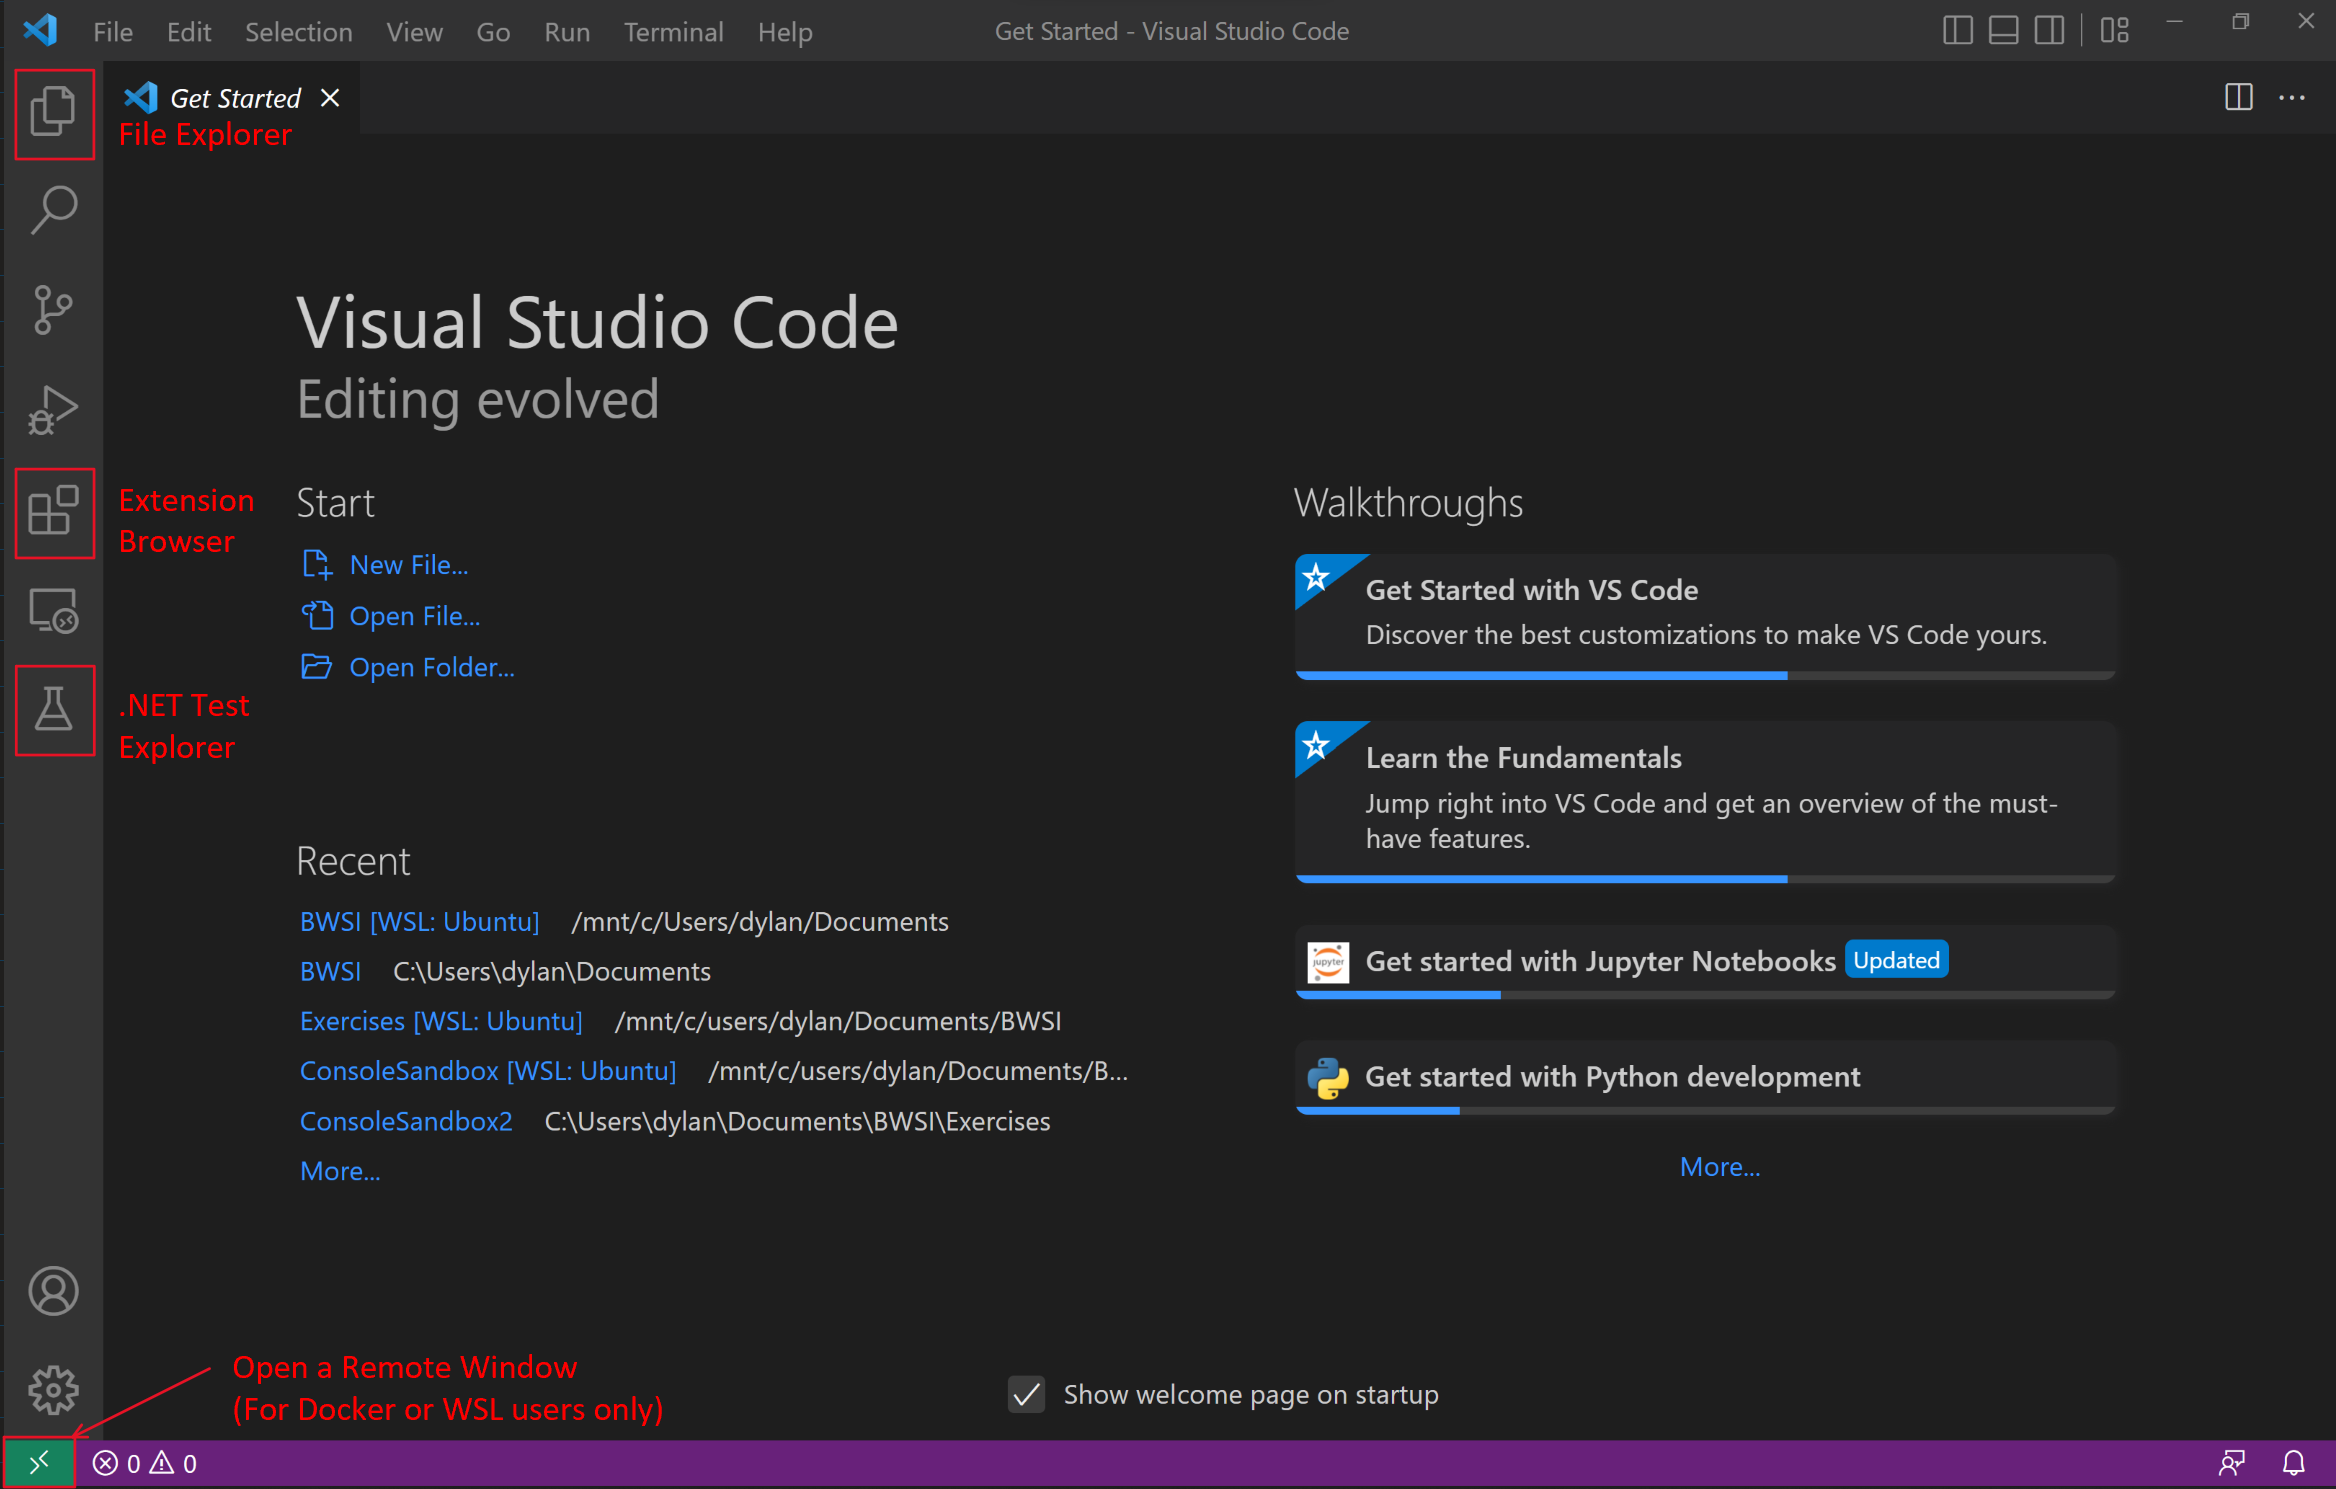 File Edit Selection View Go Run Terminal Help
Get Started - Visual Studio Code
Get Started
File Explorer
Visual Studio Code
Editing evolved
Extension
Browser
Start
New File...
Open File...
Open Folder...
.NET Test
Explorer
Recent
BWSI [WSL: Ubuntu] /mnt/c/Users/dylan/Documents
BWSI C:\Users\dylan\Documents
Exercises [WSL: Ubuntu] /mnt/c/users/dylan/Documents/BWSI
ConsoleSandbox [WSL: Ubuntu] /mnt/c/users/dylan/Documents/B...
ConsoleSandbox2 C:\Users\dylan\Documents\BWSI\Exercises
More...
Walkthroughs
Get Started with VS Code
Discover the best customizations to make VS Code yours.
Learn the Fundamentals
Jump right into VS Code and get an overview of the must-
have features.
jupyter
Get started with Jupyter Notebooks Updated
Get started with Python development
More...
Open a Remote Window
(For Docker or WSL users only)
Show welcome page on startup
0 0